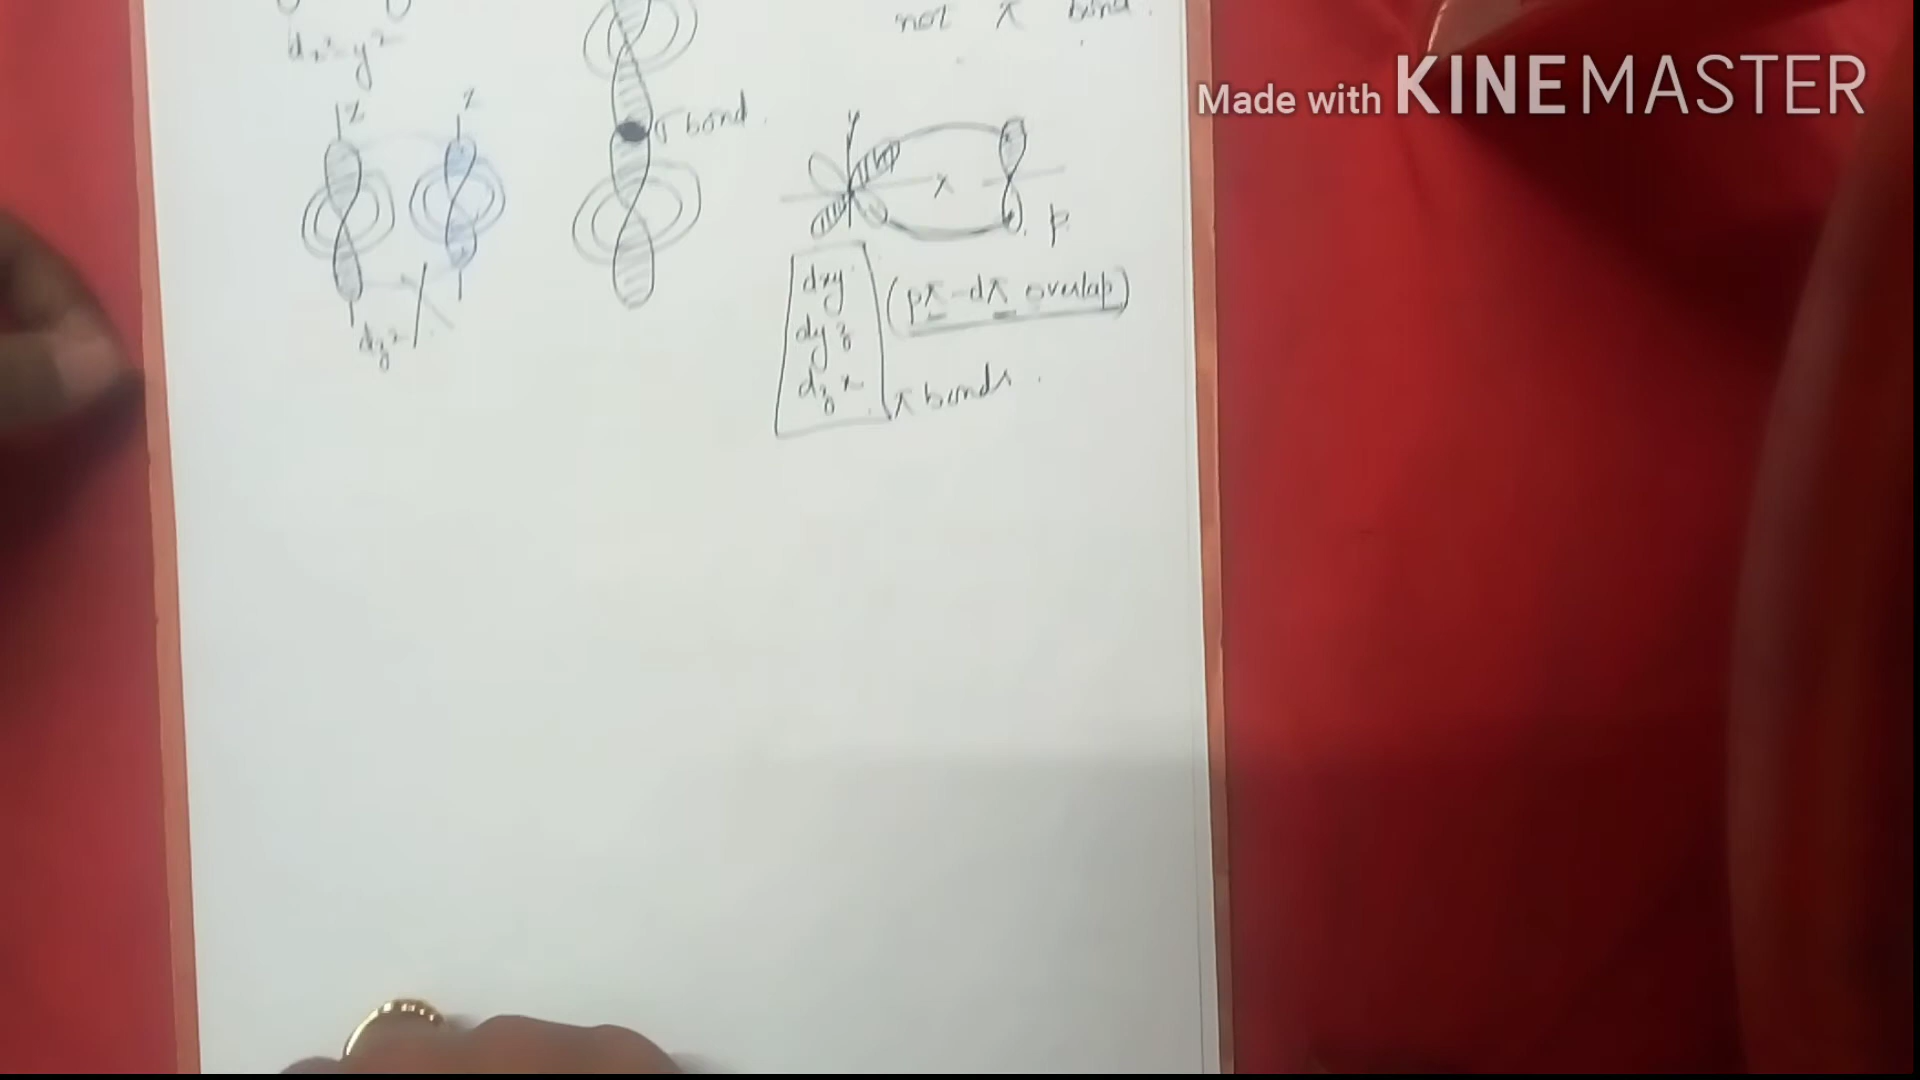 not π bond.
Made with KINEMASTER
dx²-y²
z
z
σ bond.
y
x
p.
dxy
dyz
dzx
(pπ-dπ overlap)
π bonds.
dz²